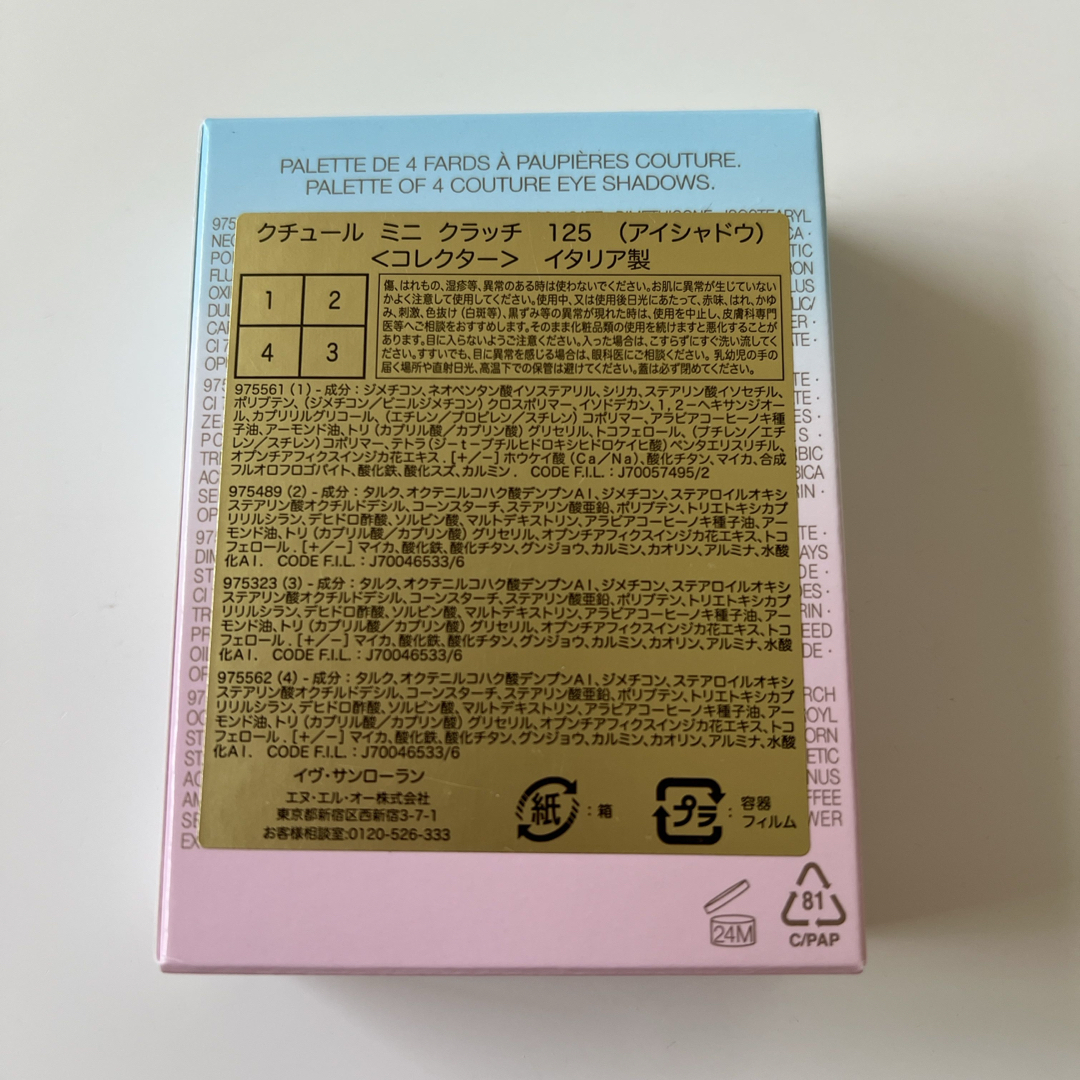 PALETTE DE 4 FARDS À PAUPIÈRES COUTURE.
PALETTE OF 4 COUTURE EYE SHADOWS.
クチュール ミニ クラッチ 125 （アイシャドウ）
＜コレクター＞ イタリア製
1 2
4 3
傷、はれもの、湿疹等、異常のある時は使わないでください。お肌に異常が生じていない
かよく注意して使用してください。使用中、又は使用後日光にあたって、赤味、はれ、かゆ
み、刺激、色抜け（白斑等）、黒ずみ等の異常が現れた時は、使用を中止し、皮膚科専門
医等へご相談をおすすめします。そのまま化粧品類の使用を続けますと悪化することが
あります。目に入らないようご注意ください。入った場合は、こすらずにすぐ洗い流してく
ださい。すすいでも、目に異常を感じる場合は、眼科医にご相談ください。 乳幼児の手の
届く場所や直射日光、高温下での保管は避けてください。蓋は必ず閉めてください。
975561 (1) - 成分：ジメチコン、ネオペンタン酸イソステアリル、シリカ、ステアリン酸イソセチル、
ポリブテン、（ジメチコン／ビニルジメチコン）クロスポリマー、イソドデカン、1，2－ヘキサンジオー
ル、カプリリルグリコール、（エチレン／プロピレン／スチレン）コポリマー、アラビアコーヒーノキ種
子油、アーモンド油、トリ（カプリル酸／カプリン酸）グリセリル、トコフェロール、（ブチレン／エチ
レン／スチレン）コポリマー、テトラ（ジ－ｔ－ブチルヒドロキシヒドロケイヒ酸）ペンタエリスリチル、
オプンチアフィクスインジカ花エキス．[＋／－] ホウケイ酸（Ca／Na）、酸化チタン、マイカ、合成
フルオロフロゴパイト、酸化鉄、酸化スズ、カルミン． CODE F.I.L.：J70057495/2
975489 (2) - 成分：タルク、オクテニルコハク酸デンプンAl、ジメチコン、ステアロイルオキシ
ステアリン酸オクチルドデシル、コーンスターチ、ステアリン酸亜鉛、ポリブテン、トリエトキシカプ
リリルシラン、デヒドロ酢酸、ソルビン酸、マルトデキストリン、アラビアコーヒーノキ種子油、アー
モンド油、トリ（カプリル酸／カプリン酸）グリセリル、オプンチアフィクスインジカ花エキス、トコ
フェロール．[＋／－] マイカ、酸化鉄、酸化チタン、グンジョウ、カルミン、カオリン、アルミナ、水酸
化Al． CODE F.I.L.：J70046533/6
975323 (3) - 成分：タルク、オクテニルコハク酸デンプンAl、ジメチコン、ステアロイルオキシ
ステアリン酸オクチルドデシル、コーンスターチ、ステアリン酸亜鉛、ポリブテン、トリエトキシカプ
リリルシラン、デヒドロ酢酸、ソルビン酸、マルトデキストリン、アラビアコーヒーノキ種子油、アー
モンド油、トリ（カプリル酸／カプリン酸）グリセリル、オプンチアフィクスインジカ花エキス、トコ
フェロール．[＋／－] マイカ、酸化鉄、酸化チタン、グンジョウ、カルミン、カオリン、アルミナ、水酸
化Al． CODE F.I.L.：J70046533/6
975562 (4) - 成分：タルク、オクテニルコハク酸デンプンAl、ジメチコン、ステアロイルオキシ
ステアリン酸オクチルドデシル、コーンスターチ、ステアリン酸亜鉛、ポリブテン、トリエトキシカプ
リリルシラン、デヒドロ酢酸、ソルビン酸、マルトデキストリン、アラビアコーヒーノキ種子油、アー
モンド油、トリ（カプリル酸／カプリン酸）グリセリル、オプンチアフィクスインジカ花エキス、トコ
フェロール．[＋／－] マイカ、酸化鉄、酸化チタン、グンジョウ、カルミン、カオリン、アルミナ、水酸
化Al． CODE F.I.L.：J70046533/6
イヴ・サンローラン
エヌ・エル・オー株式会社
東京都新宿区西新宿3-7-1
お客様相談室:0120-526-333
紙 ：箱
プラ ：容器
フィルム
24M
81
C/PAP